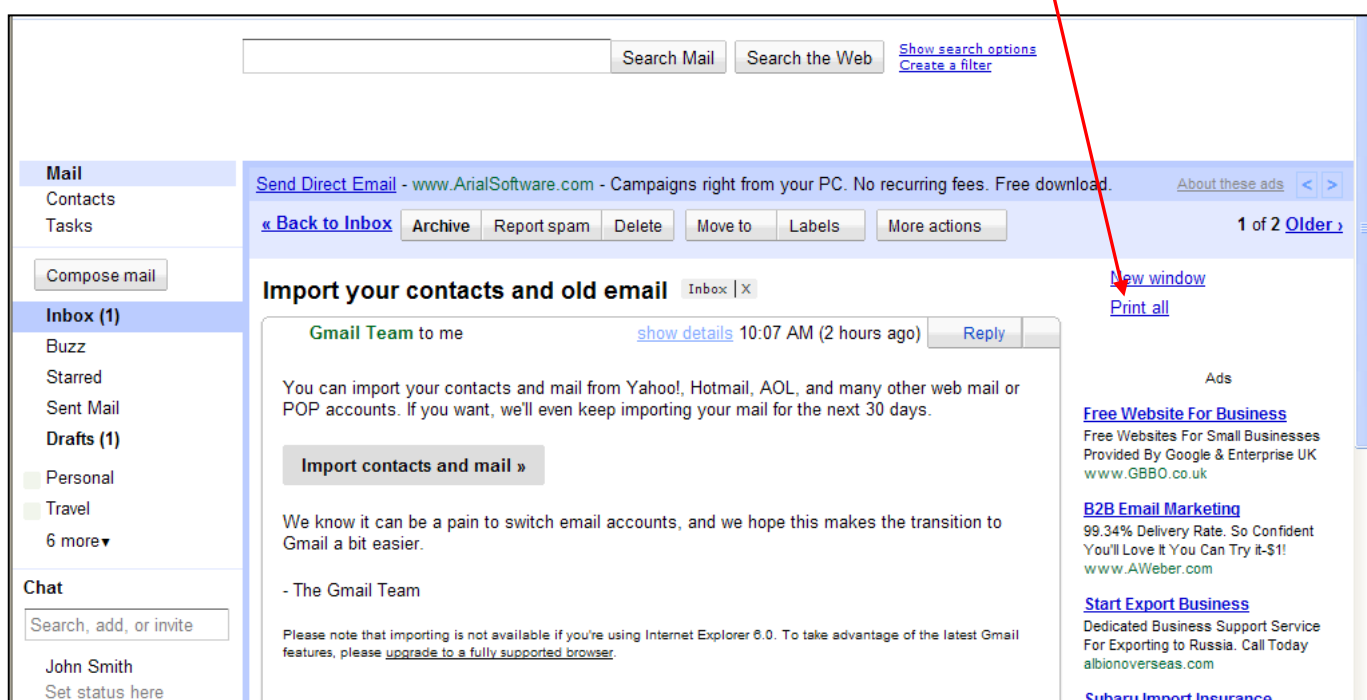 Search Mail Search the Web Show search options
Create a filter
Mail
Contacts
Tasks
Compose mail
Inbox (1)
Buzz
Starred
Sent Mail
Drafts (1)
Personal
Travel
6 more▾
Chat
Search, add, or invite
John Smith
Set status here
Send Direct Email - www.ArialSoftware.com - Campaigns right from your PC. No recurring fees. Free download. About these ads < >
« Back to Inbox Archive Report spam Delete Move to Labels More actions 1 of 2 Older ›
Import your contacts and old email Inbox | X
Gmail Team to me show details 10:07 AM (2 hours ago) Reply
You can import your contacts and mail from Yahoo!, Hotmail, AOL, and many other web mail or
POP accounts. If you want, we'll even keep importing your mail for the next 30 days.
Import contacts and mail »
We know it can be a pain to switch email accounts, and we hope this makes the transition to
Gmail a bit easier.
- The Gmail Team
Please note that importing is not available if you're using Internet Explorer 6.0. To take advantage of the latest Gmail
features, please upgrade to a fully supported browser.
New window
Print all
Ads
Free Website For Business
Free Websites For Small Businesses
Provided By Google & Enterprise UK
www.GBBO.co.uk
B2B Email Marketing
99.34% Delivery Rate. So Confident
You'll Love It You Can Try it-$1!
www.AWeber.com
Start Export Business
Dedicated Business Support Service
For Exporting to Russia. Call Today
albionoverseas.com
Subaru Import Insurance